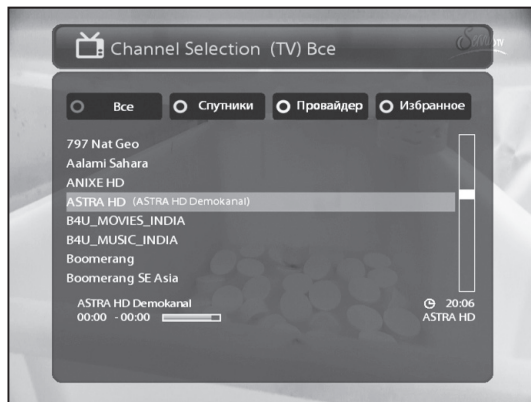 Channel Selection (TV) Все
Все Спутники Провайдер Избранное
797 Nat Geo
Aalami Sahara
ANIXE HD
ASTRA HD (ASTRA HD Demokanal)
B4U_MOVIES_INDIA
B4U_MUSIC_INDIA
Boomerang
Boomerang SE Asia
ASTRA HD Demokanal 20:06
00:00 - 00:00 ASTRA HD